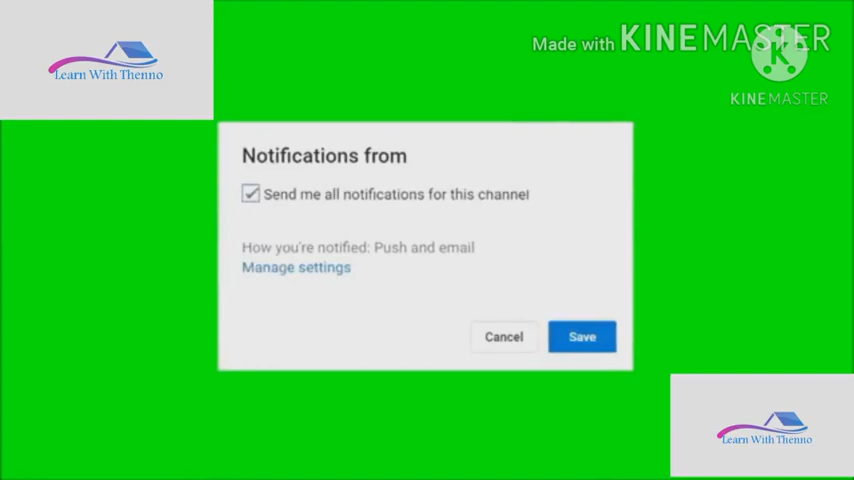 Made with KINEMASTER
KINEMASTER
Learn With Thenno
Notifications from
Send me all notifications for this channel
How you're notified: Push and email
Manage settings
Cancel
Save
Learn With Thenno